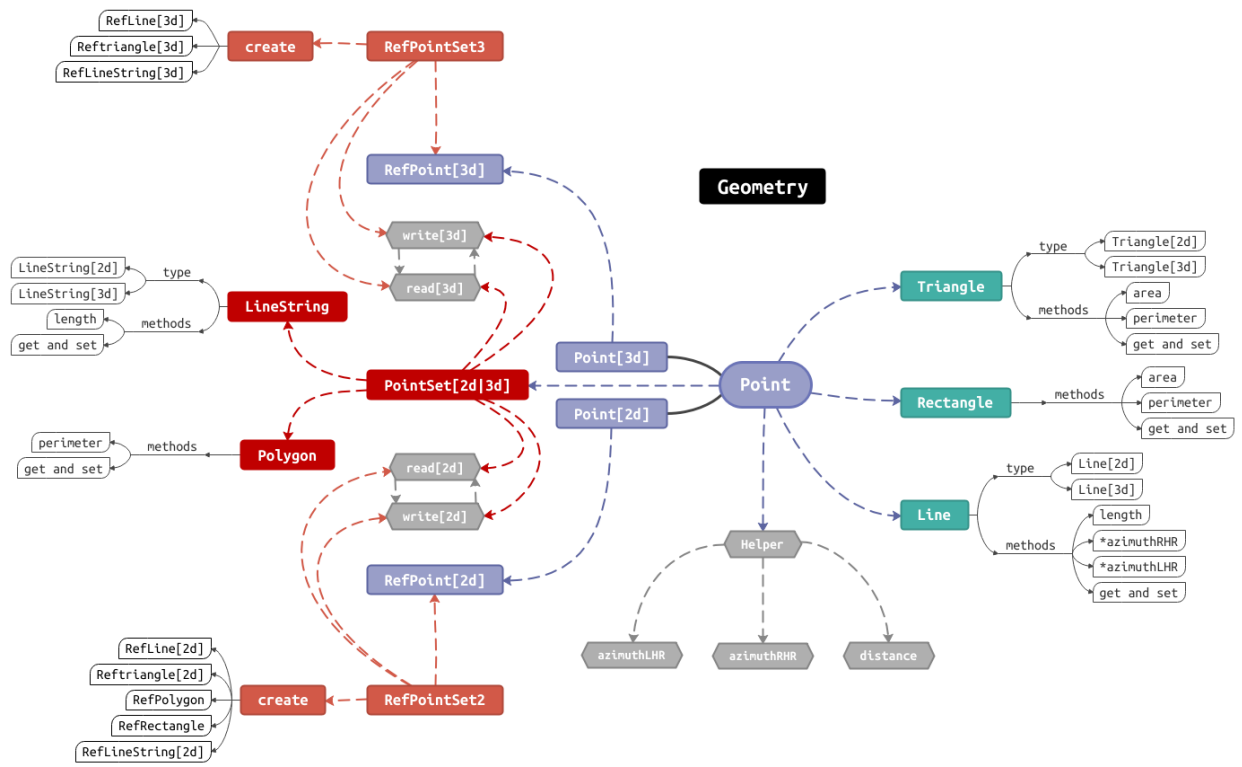 RefLine[3d]
Reftriangle[3d]
RefLineString[3d]
create
RefPointSet3
RefPoint[3d]
Geometry
write[3d]
read[3d]
LineString[2d]
LineString[3d]
type
length
get and set
methods
LineString
PointSet[2d|3d]
perimeter
get and set
methods
Polygon
read[2d]
write[2d]
RefPoint[2d]
RefLine[2d]
Reftriangle[2d]
RefPolygon
RefRectangle
RefLineString[2d]
create
RefPointSet2
Point[3d]
Point[2d]
Point
Helper
azimuthLHR
azimuthRHR
distance
Triangle
type
Triangle[2d]
Triangle[3d]
methods
area
perimeter
get and set
Rectangle
methods
area
perimeter
get and set
Line
type
Line[2d]
Line[3d]
methods
length
*azimuthRHR
*azimuthLHR
get and set